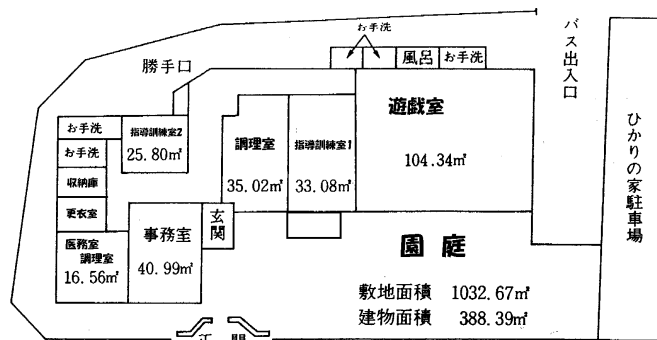 お手洗
風呂
お手洗
バス出入口
勝手口
遊戯室
104.34㎡
ひかりの家駐車場
お手洗
指導訓練室2
25.80㎡
調理室
35.02㎡
指導訓練室1
33.08㎡
お手洗
収納庫
更衣室
医務室
調理室
16.56㎡
事務室
40.99㎡
玄関
園庭
敷地面積 1032.67㎡
建物面積 388.39㎡
正門